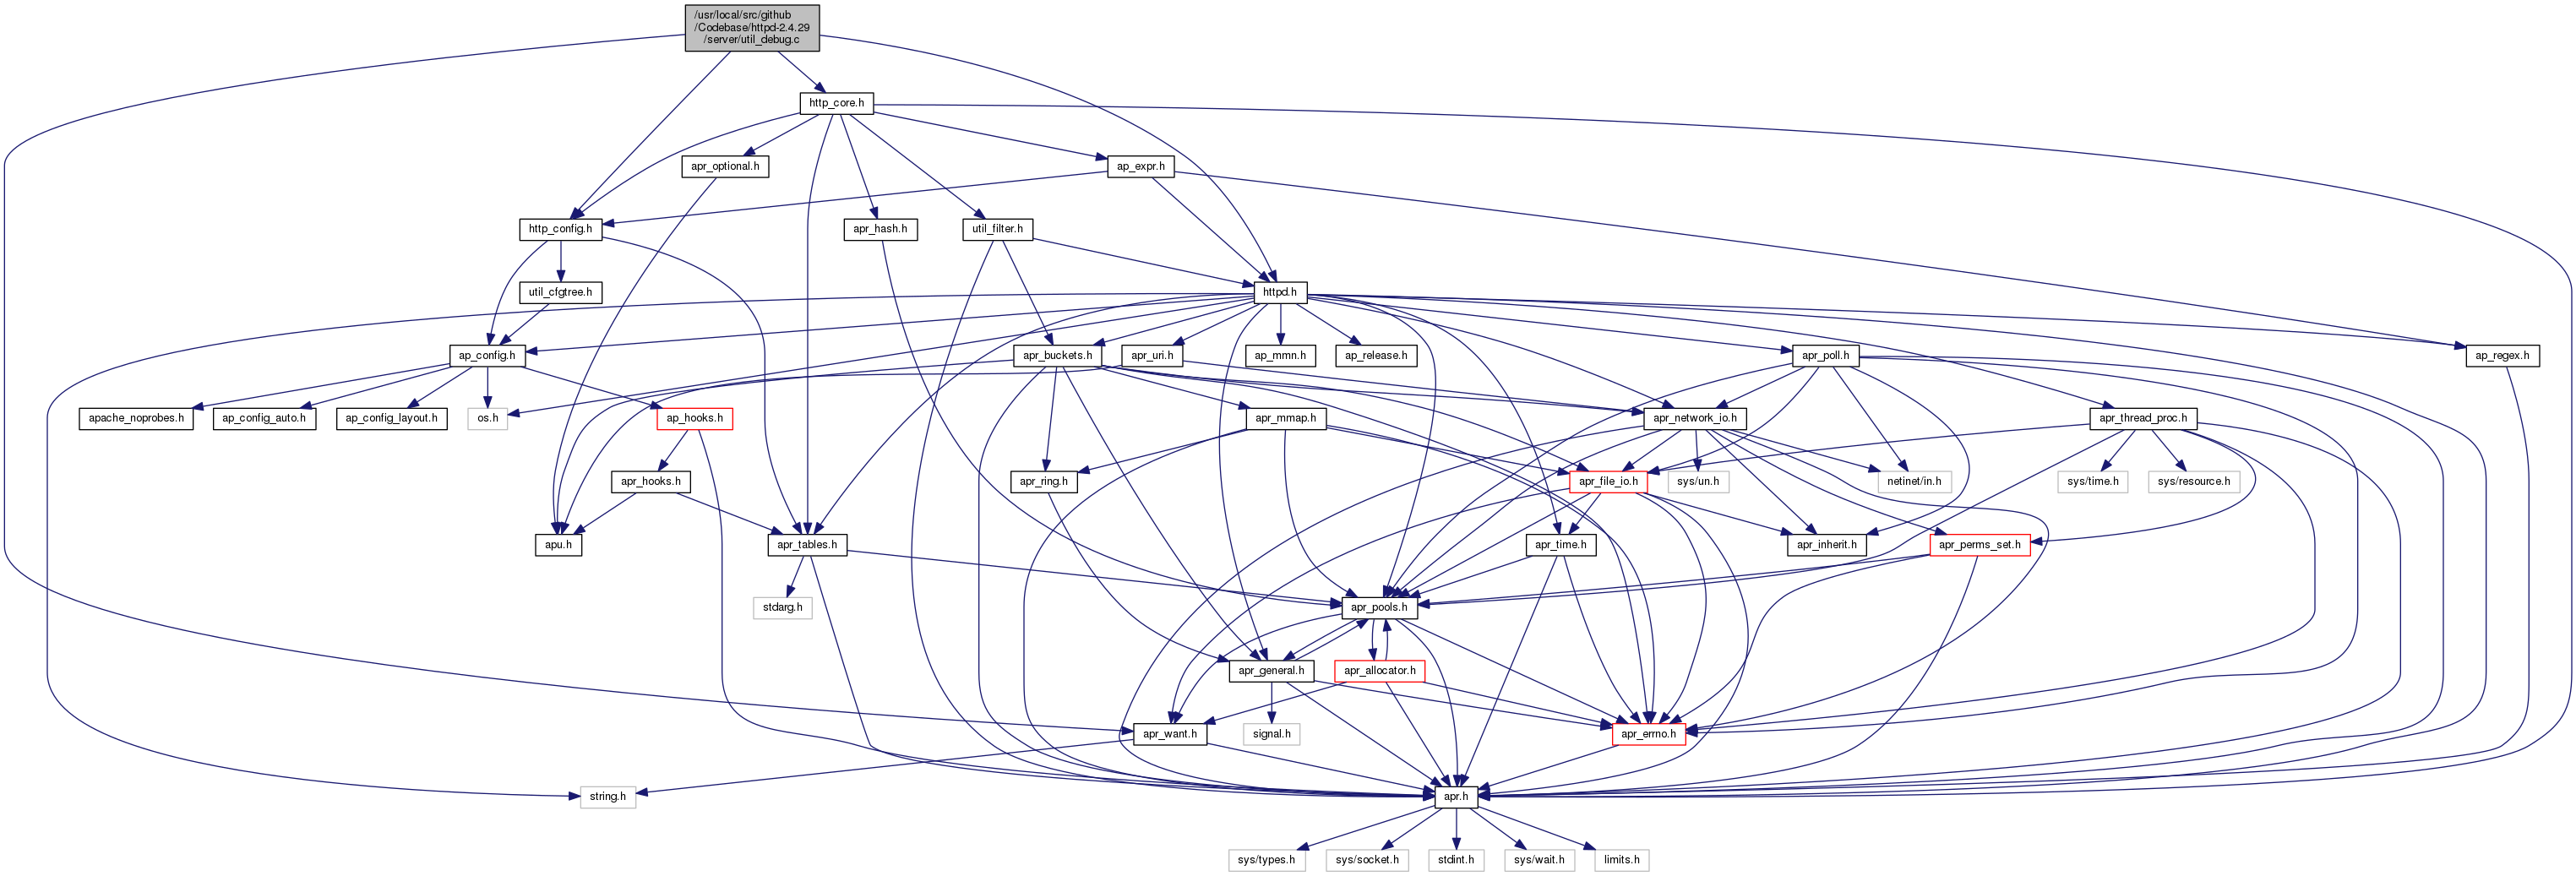 /usr/local/src/github
/Codebase/httpd-2.4.29
/server/util_debug.c
http_core.h
apr_optional.h
ap_expr.h
http_config.h
apr_hash.h
util_filter.h
util_cfgtree.h
httpd.h
ap_config.h
apr_buckets.h
apr_uri.h
ap_mmn.h
ap_release.h
apr_poll.h
ap_regex.h
apache_noprobes.h
ap_config_auto.h
ap_config_layout.h
os.h
ap_hooks.h
apr_mmap.h
apr_network_io.h
apr_thread_proc.h
apr_hooks.h
apr_ring.h
apr_file_io.h
sys/un.h
netinet/in.h
sys/time.h
sys/resource.h
apu.h
apr_tables.h
apr_time.h
apr_inherit.h
apr_perms_set.h
stdarg.h
apr_pools.h
apr_general.h
apr_allocator.h
apr_want.h
signal.h
apr_errno.h
string.h
apr.h
sys/types.h
sys/socket.h
stdint.h
sys/wait.h
limits.h